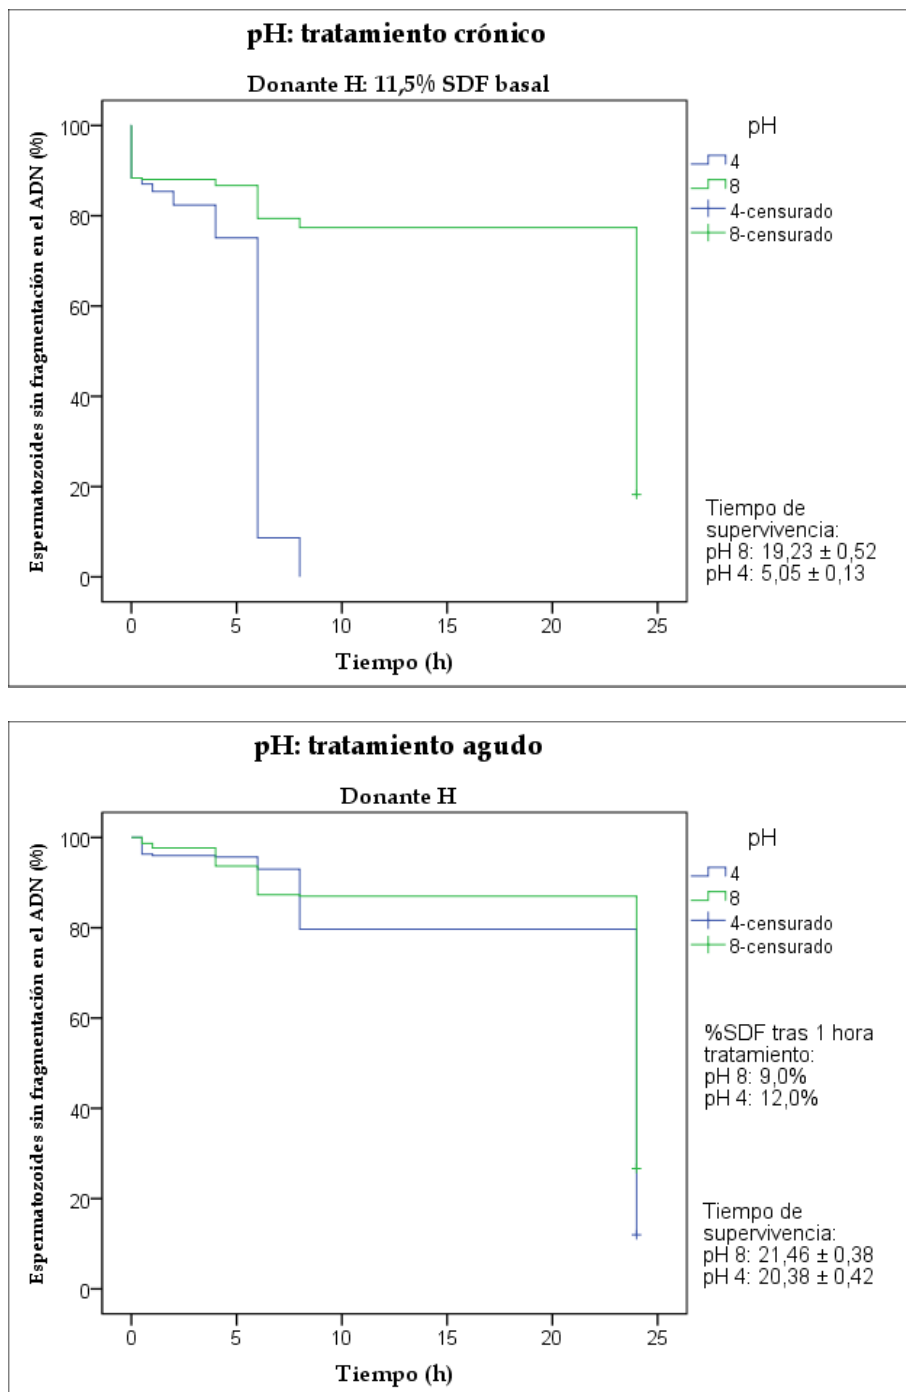 pH: tratamiento crónico
Donante H: 11,5% SDF basal
Espermatozoides sin fragmentación en el ADN (%)
100
80
60
40
20
0
0 5 10 15 20 25
Tiempo (h)
pH
4
8
4-censurado
8-censurado
Tiempo de
supervivencia:
pH 8: 19,23 ± 0,52
pH 4: 5,05 ± 0,13
pH: tratamiento agudo
Donante H
Espermatozoides sin fragmentación en el ADN (%)
100
80
60
40
20
0
0 5 10 15 20 25
Tiempo (h)
pH
4
8
4-censurado
8-censurado
%SDF tras 1 hora
tratamiento:
pH 8: 9,0%
pH 4: 12,0%
Tiempo de
supervivencia:
pH 8: 21,46 ± 0,38
pH 4: 20,38 ± 0,42